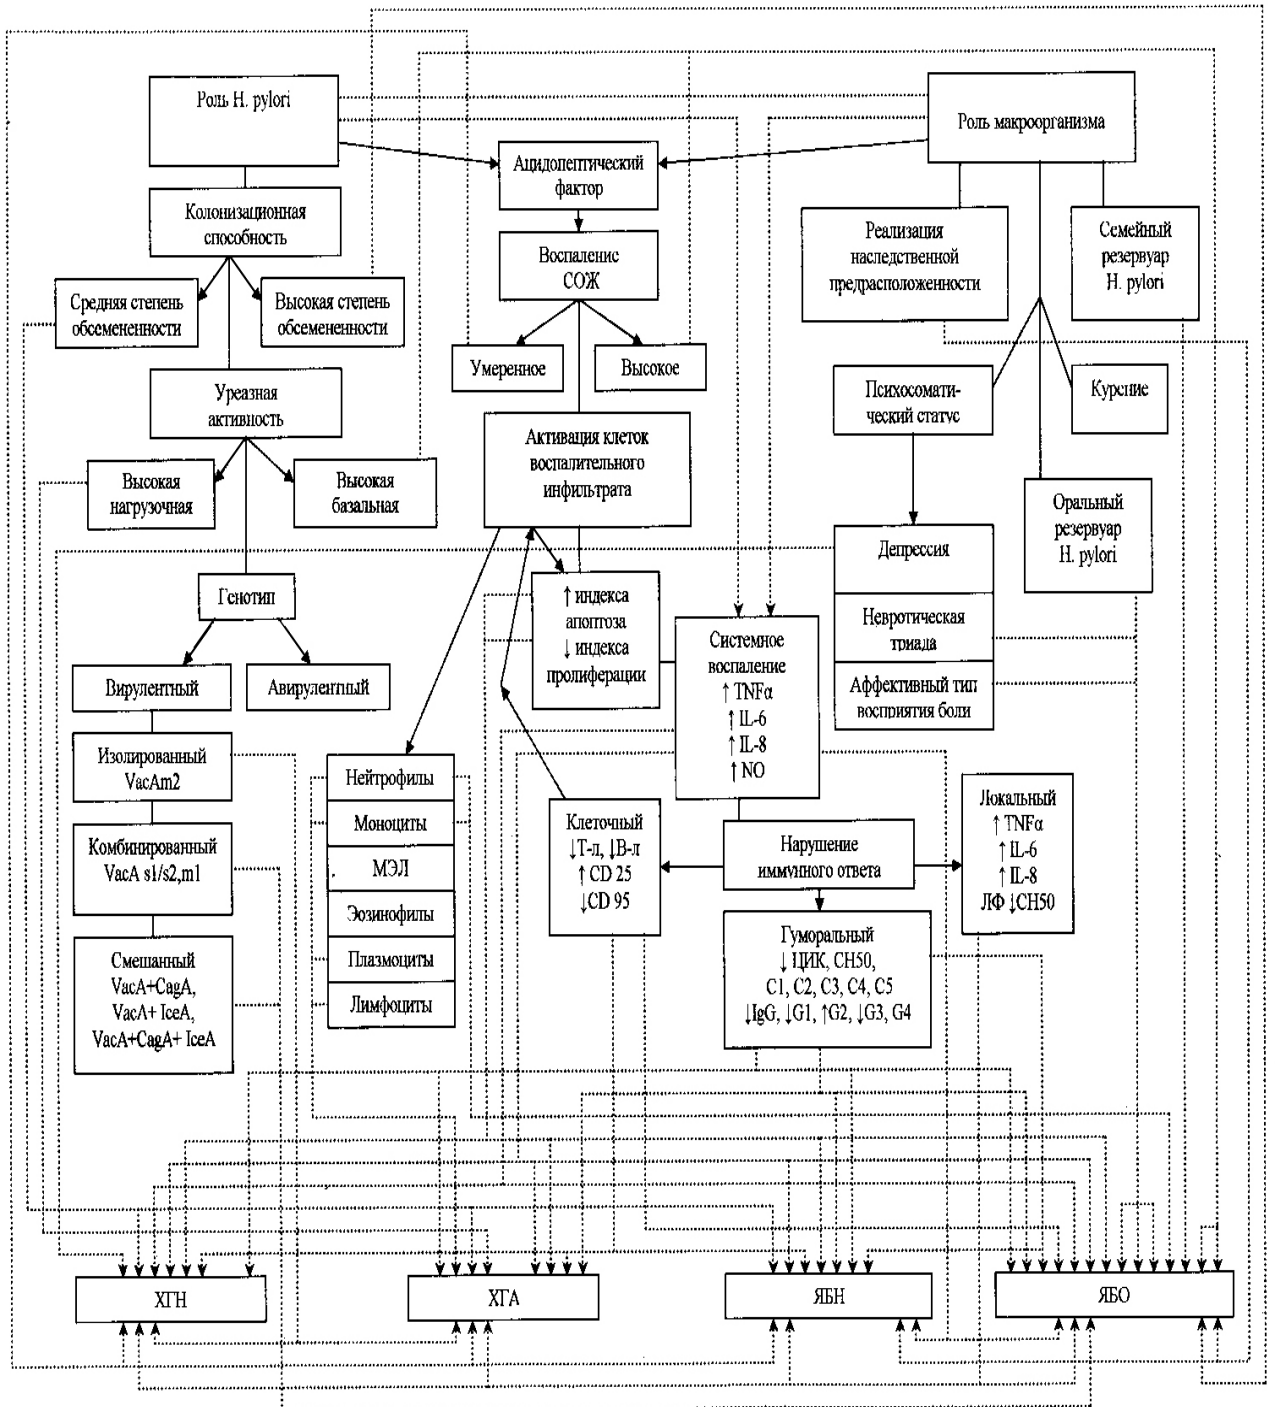 Роль H. pylori
Роль макроорганизма
Ацидопептический
фактор
Колонизационная
способность
Воспаление
СОЖ
Реализация
наследственной
предрасположенности
Семейный
резервуар
H. pylori
Средняя степень
обсемененности
Высокая степень
обсемененности
Умеренное
Высокое
Уреазная
активность
Психосомати-
ческий статус
Курение
Активация клеток
воспалительного
инфильтрата
Высокая
нагрузочная
Высокая
базальная
Оральный
резервуар
H. pylori
Депрессия
Невротическая
триада
Аффективный тип
восприятия боли
Генотип
↑ индекса
апоптоза
↓ индекса
пролиферации
Системное
воспаление
↑ TNFα
↑ IL-6
↑ IL-8
↑ NO
Вирулентный
Авирулентный
Изолированный
VacAm2
Комбинированный
VacA s1/s2,m1
Смешанный
VacA+CagA,
VacA+ IceA,
VacA+CagA+ IceA
Нейтрофилы
Моноциты
МЭЛ
Эозинофилы
Плазмоциты
Лимфоциты
Клеточный
↓Т-л, ↓В-л
↑ CD 25
↓CD 95
Нарушение
иммунного ответа
Локальный
↑ TNFα
↑ IL-6
↑ IL-8
ЛФ ↓CH50
Гуморальный
↓ ЦИК, CH50,
C1, C2, C3, C4, C5
↓IgG, ↓G1, ↑G2, ↓G3, G4
ХГН
ХГА
ЯБН
ЯБО